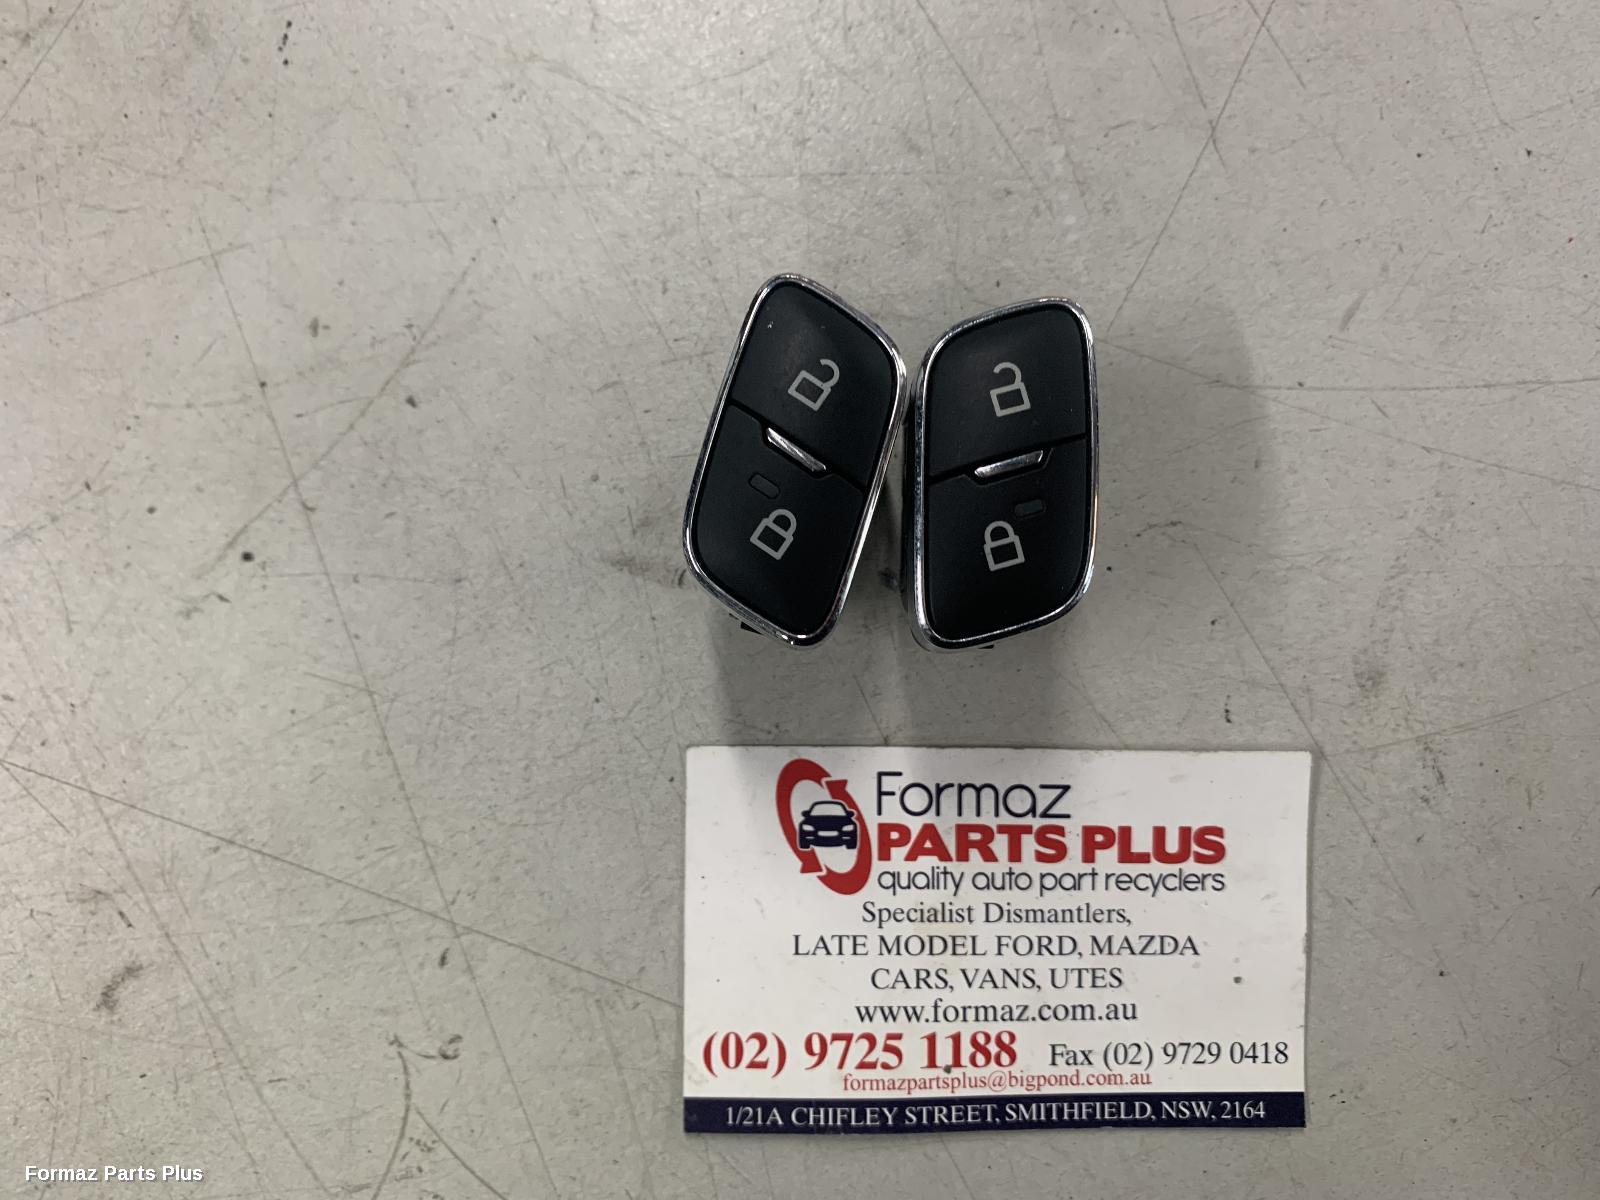 Formaz
PARTS PLUS
quality auto part recyclers
Specialist Dismantlers,
LATE MODEL FORD, MAZDA
CARS, VANS, UTES
www.formaz.com.au
(02) 9725 1188 Fax (02) 9729 0418
formazpartsplus@bigpond.com.au
1/21A CHIFLEY STREET, SMITHFIELD, NSW, 2164
Formaz Parts Plus